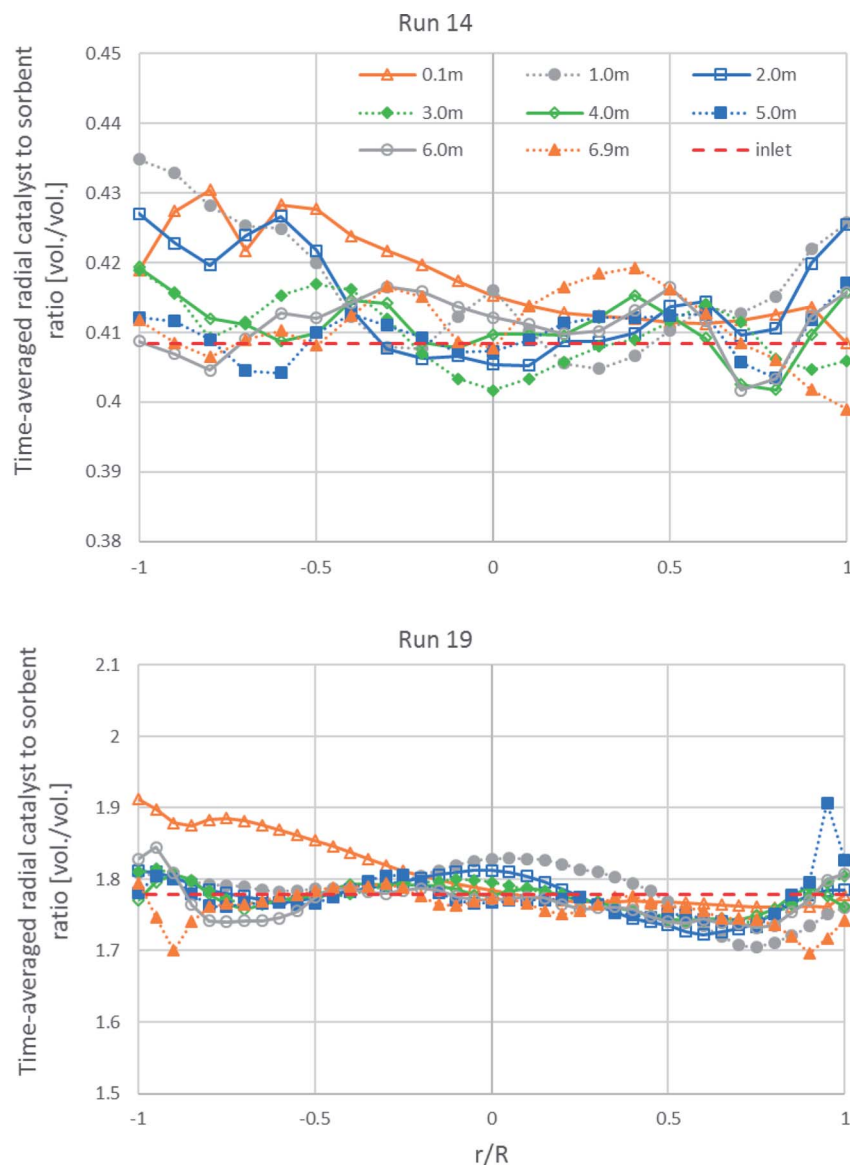 Run 14
Time-averaged radial catalyst to sorbent
ratio [vol./vol.]
0.45
0.44
0.43
0.42
0.41
0.4
0.39
0.38
0.1m 1.0m 2.0m
3.0m 4.0m 5.0m
6.0m 6.9m inlet
-1 -0.5 0 0.5 1
Run 19
Time-averaged radial catalyst to sorbent
ratio [vol./vol.]
2.1
2
1.9
1.8
1.7
1.6
1.5
-1 -0.5 0 0.5 1
r/R